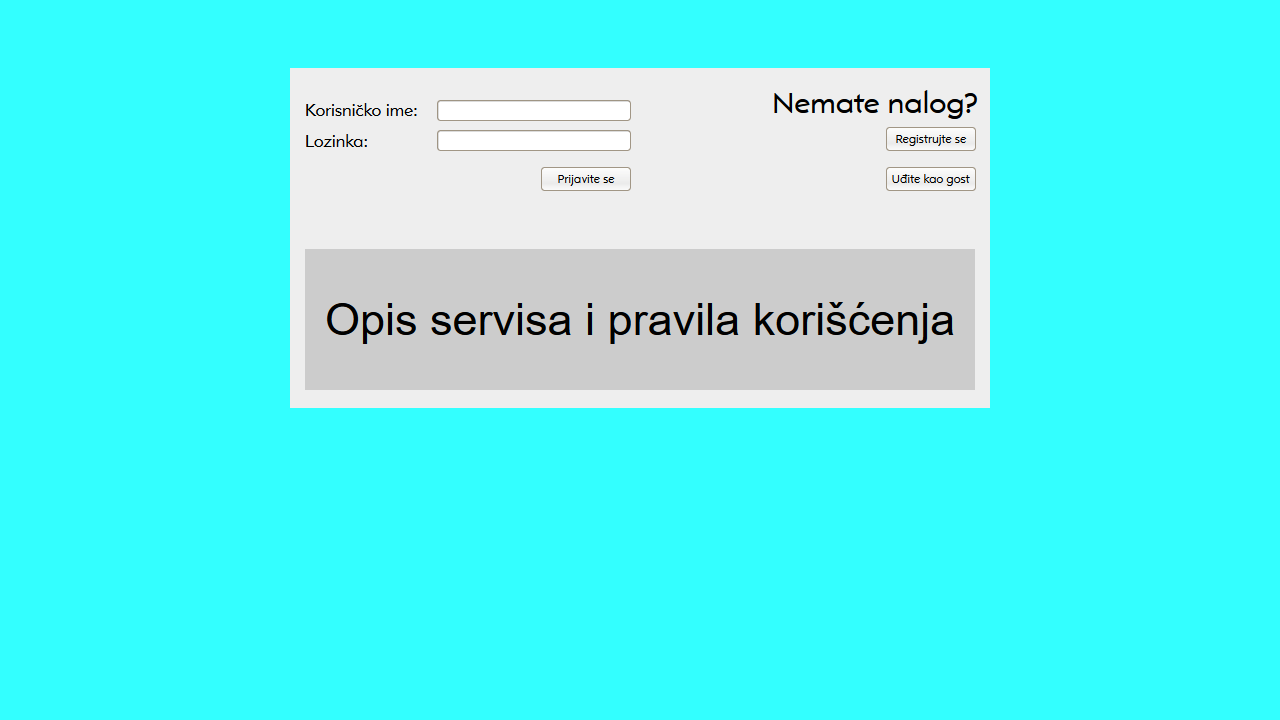 Korisničko ime:
Lozinka:
Prijavite se
Nemate nalog?
Registrujte se
Uđite kao gost
Opis servisa i pravila korišćenja